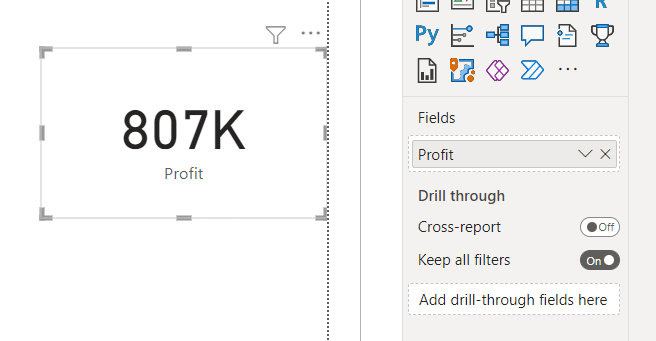 R
Py
807K
Profit
Fields
Profit
Drill through
Cross-report
Off
Keep all filters
On
Add drill-through fields here